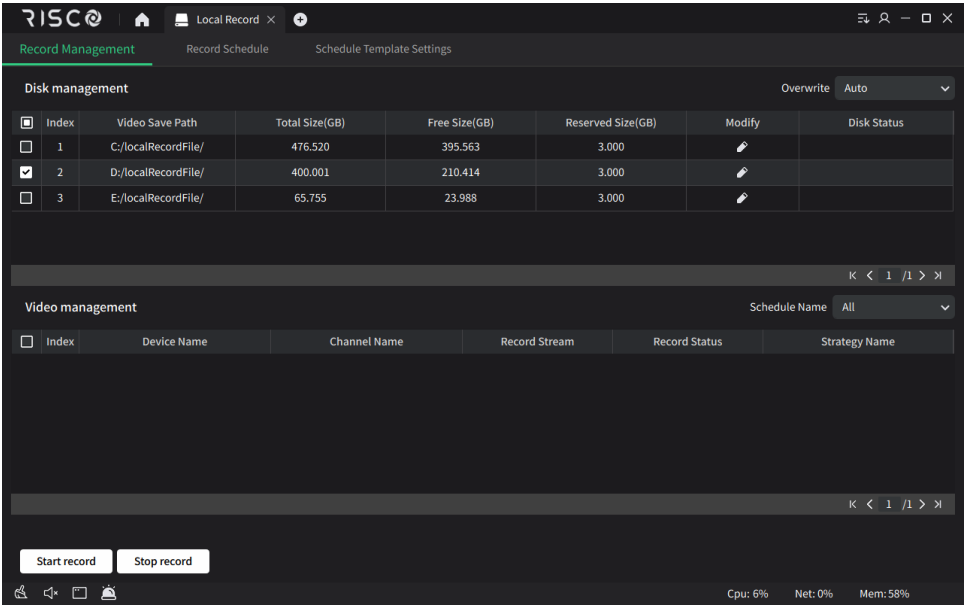 RISCO Local Record
Record Management Record Schedule Schedule Template Settings
Disk management Overwrite Auto
Index Video Save Path Total Size(GB) Free Size(GB) Reserved Size(GB) Modify Disk Status
1 C:/localRecordFile/ 476.520 395.563 3.000
2 D:/localRecordFile/ 400.001 210.414 3.000
3 E:/localRecordFile/ 65.755 23.988 3.000
1 /1
Video management Schedule Name All
Index Device Name Channel Name Record Stream Record Status Strategy Name
1 /1
Start record Stop record
Cpu: 6% Net: 0% Mem: 58%